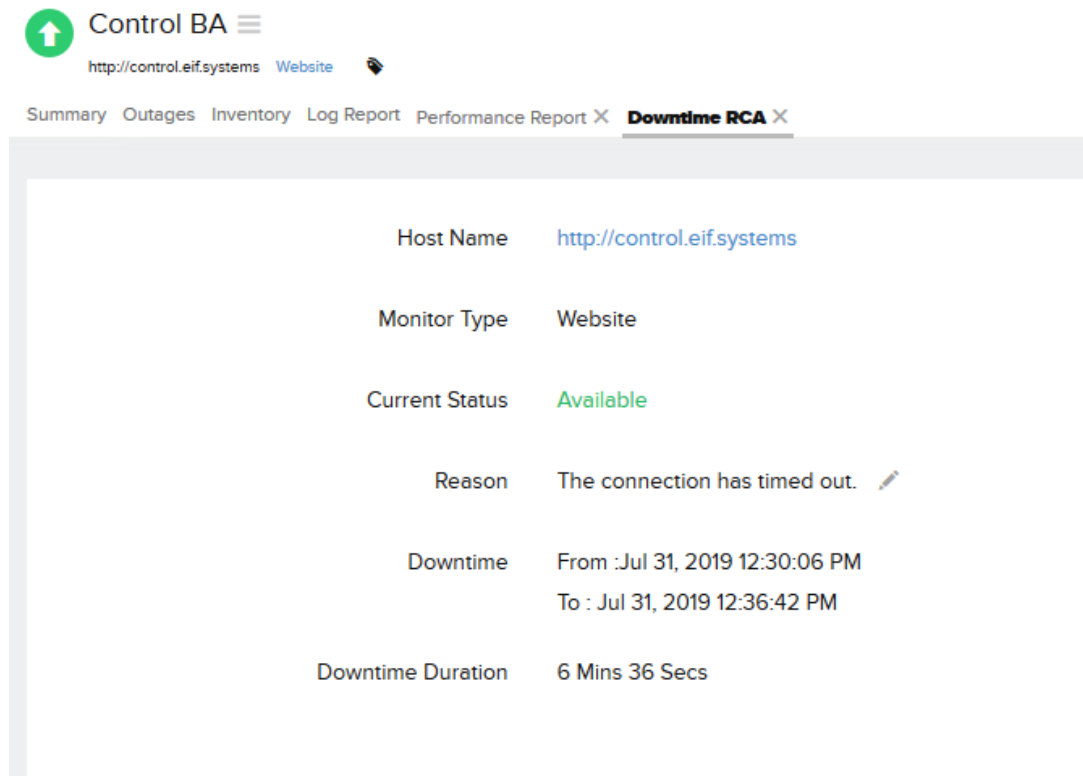 Control BA
http://control.eif.systems Website
Summary Outages Inventory Log Report Performance Report Downtime RCA
Host Name http://control.eif.systems
Monitor Type Website
Current Status Available
Reason The connection has timed out.
Downtime From :Jul 31, 2019 12:30:06 PM
To : Jul 31, 2019 12:36:42 PM
Downtime Duration 6 Mins 36 Secs